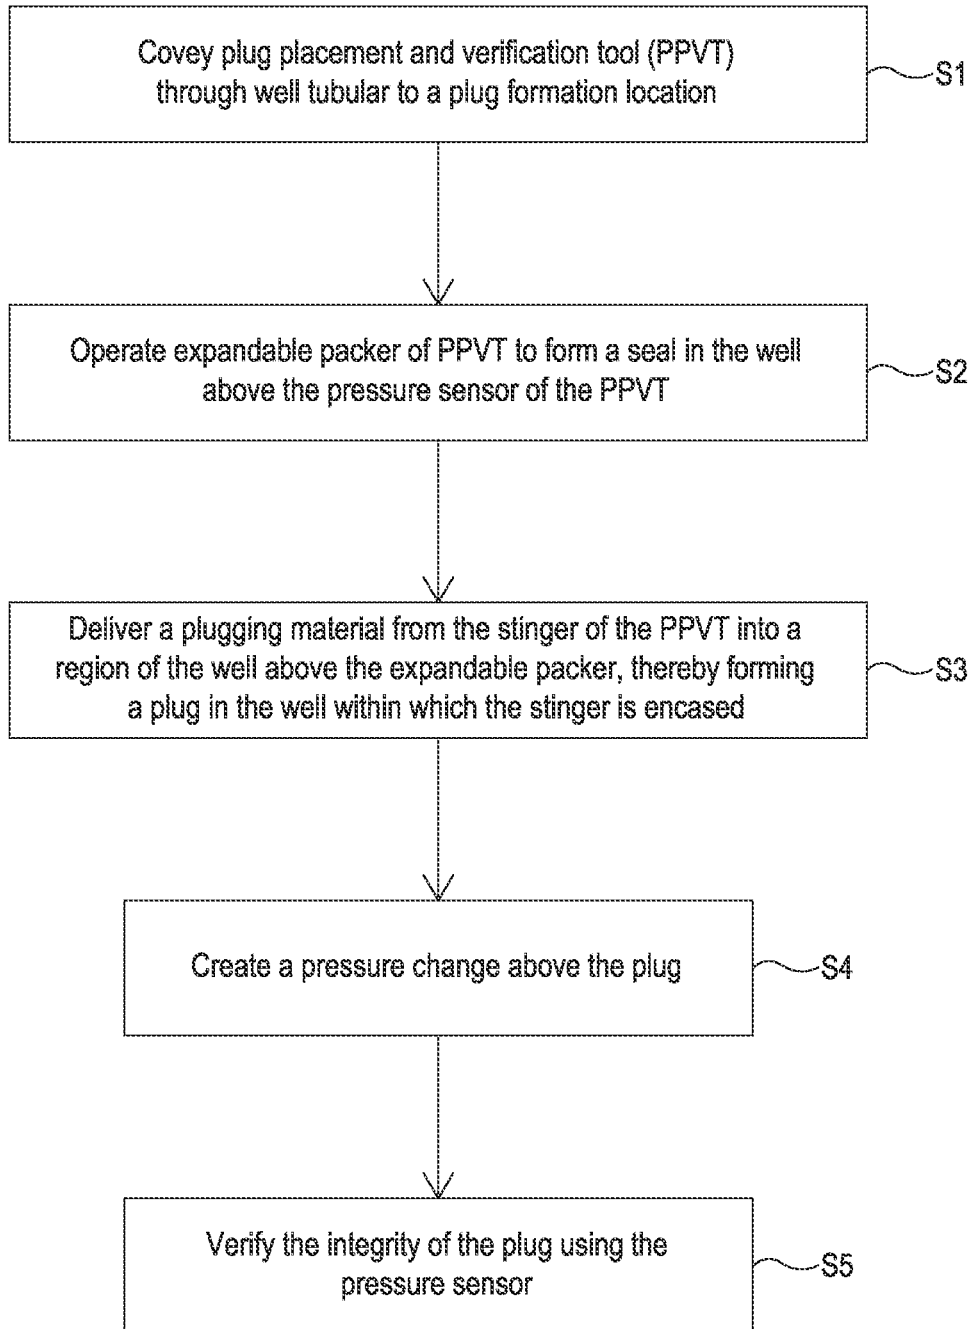 Covey plug placement and verification tool (PPVT)
through well tubular to a plug formation location
S1
Operate expandable packer of PPVT to form a seal in the well
above the pressure sensor of the PPVT
S2
Deliver a plugging material from the stinger of the PPVT into a
region of the well above the expandable packer, thereby forming
a plug in the well within which the stinger is encased
S3
Create a pressure change above the plug
S4
Verify the integrity of the plug using the
pressure sensor
S5